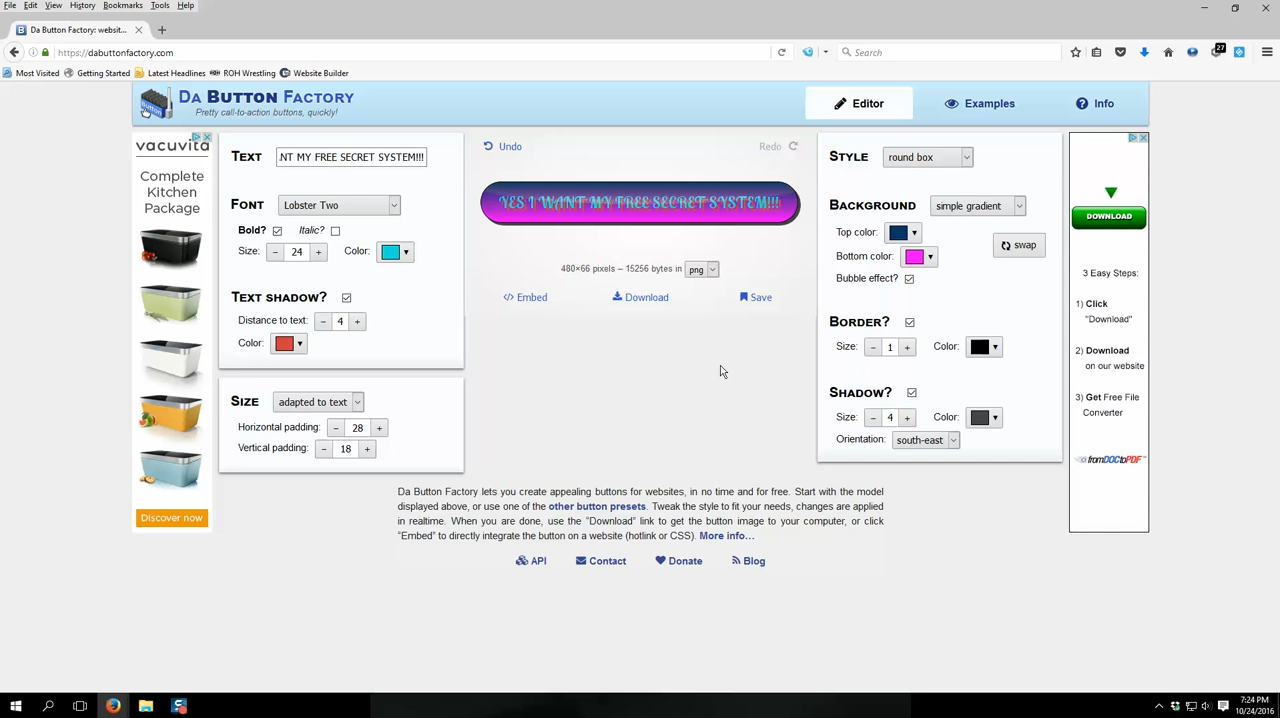 File Edit View History Bookmarks Tools Help
Da Button Factory: websit...
https://dabuttonfactory.com
Search
27
Most Visited Getting Started Latest Headlines ROH Wrestling Website Builder
DA BUTTON FACTORY
Pretty call-to-action buttons, quickly!
Editor Examples Info
vacuvita
Complete
Kitchen
Package
Discover now
TEXT .NT MY FREE SECRET SYSTEM!!!
FONT Lobster Two
Bold? Italic?
Size: - 24 + Color:
TEXT SHADOW?
Distance to text: - 4 +
Color:
SIZE adapted to text
Horizontal padding: - 28 +
Vertical padding: - 18 +
Undo Redo
YES I WANT MY FREE SECRET SYSTEM!!!
480×66 pixels – 15256 bytes in png
</> Embed Download Save
STYLE round box
BACKGROUND simple gradient
Top color:
swap
Bottom color:
Bubble effect?
BORDER?
Size: - 1 + Color:
SHADOW?
Size: - 4 + Color:
Orientation: south-east
DOWNLOAD
3 Easy Steps:
1) Click
"Download"
2) Download
on our website
3) Get Free File
Converter
fromDOCtoPDF
Da Button Factory lets you create appealing buttons for websites, in no time and for free. Start with the model
displayed above, or use one of the other button presets. Tweak the style to fit your needs, changes are applied
in realtime. When you are done, use the "Download" link to get the button image to your computer, or click
"Embed" to directly integrate the button on a website (hotlink or CSS). More info…
API Contact Donate Blog
7:24 PM
10/24/2016